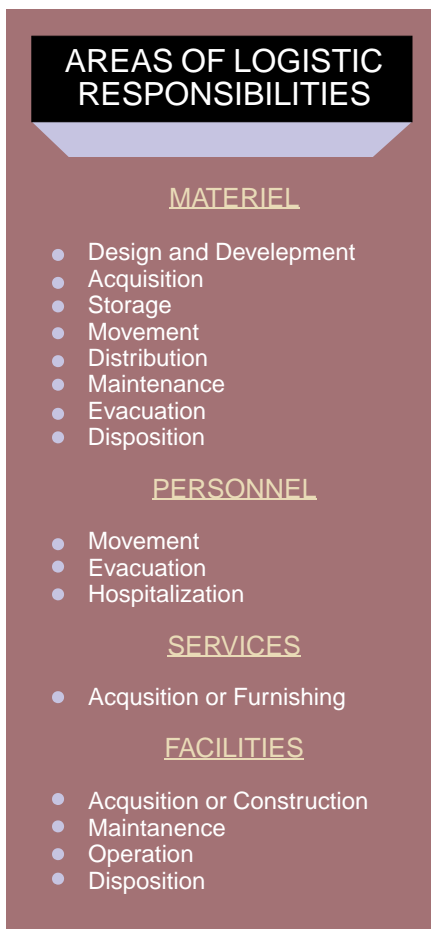 AREAS OF LOGISTIC
RESPONSIBILITIES
MATERIEL
Design and Develepment
Acquisition
Storage
Movement
Distribution
Maintenance
Evacuation
Disposition
PERSONNEL
Movement
Evacuation
Hospitalization
SERVICES
Acqusition or Furnishing
FACILITIES
Acqusition or Construction
Maintanence
Operation
Disposition